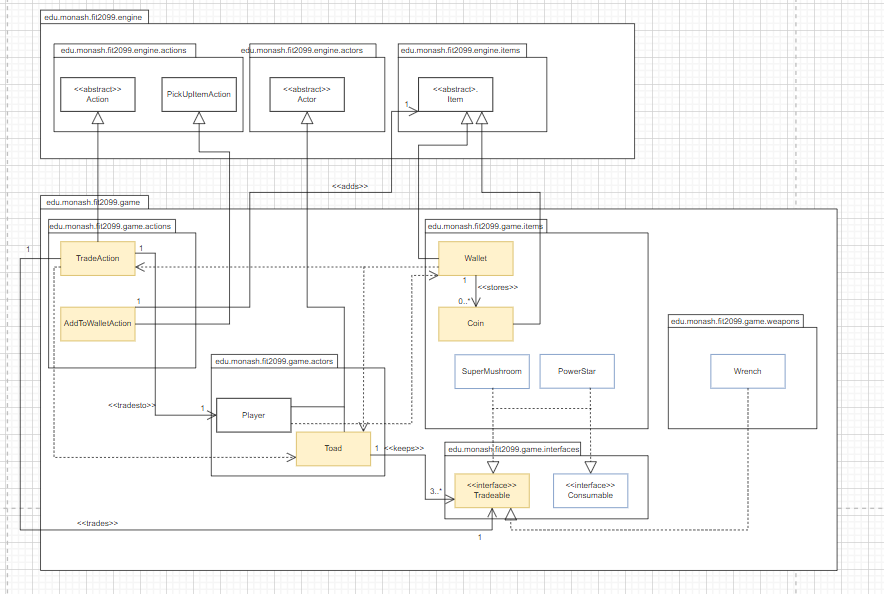 edu.monash.fit2099.engine
edu.monash.fit2099.engine.actions
edu.monash.fit2099.engine.actors
edu.monash.fit2099.engine.items
<<abstract>>
Action
PickUpItemAction
<<abstract>>
Actor
<<abstract>.
Item
1
<<adds>>
edu.monash.fit2099.game
edu.monash.fit2099.game.actions
edu.monash.fit2099.game.items
1
TradeAction
1
Wallet
1
<<stores>>
0..*
1
AddToWalletAction
Coin
edu.monash.fit2099.game.weapons
edu.monash.fit2099.game.actors
SuperMushroom
PowerStar
Wrench
<<tradesto>>
1
Player
Toad
1
<<keeps>>
edu.monash.fit2099.game.interfaces
3..*
<<interface>>
Tradeable
<<interface>>
Consumable
<<trades>>
1